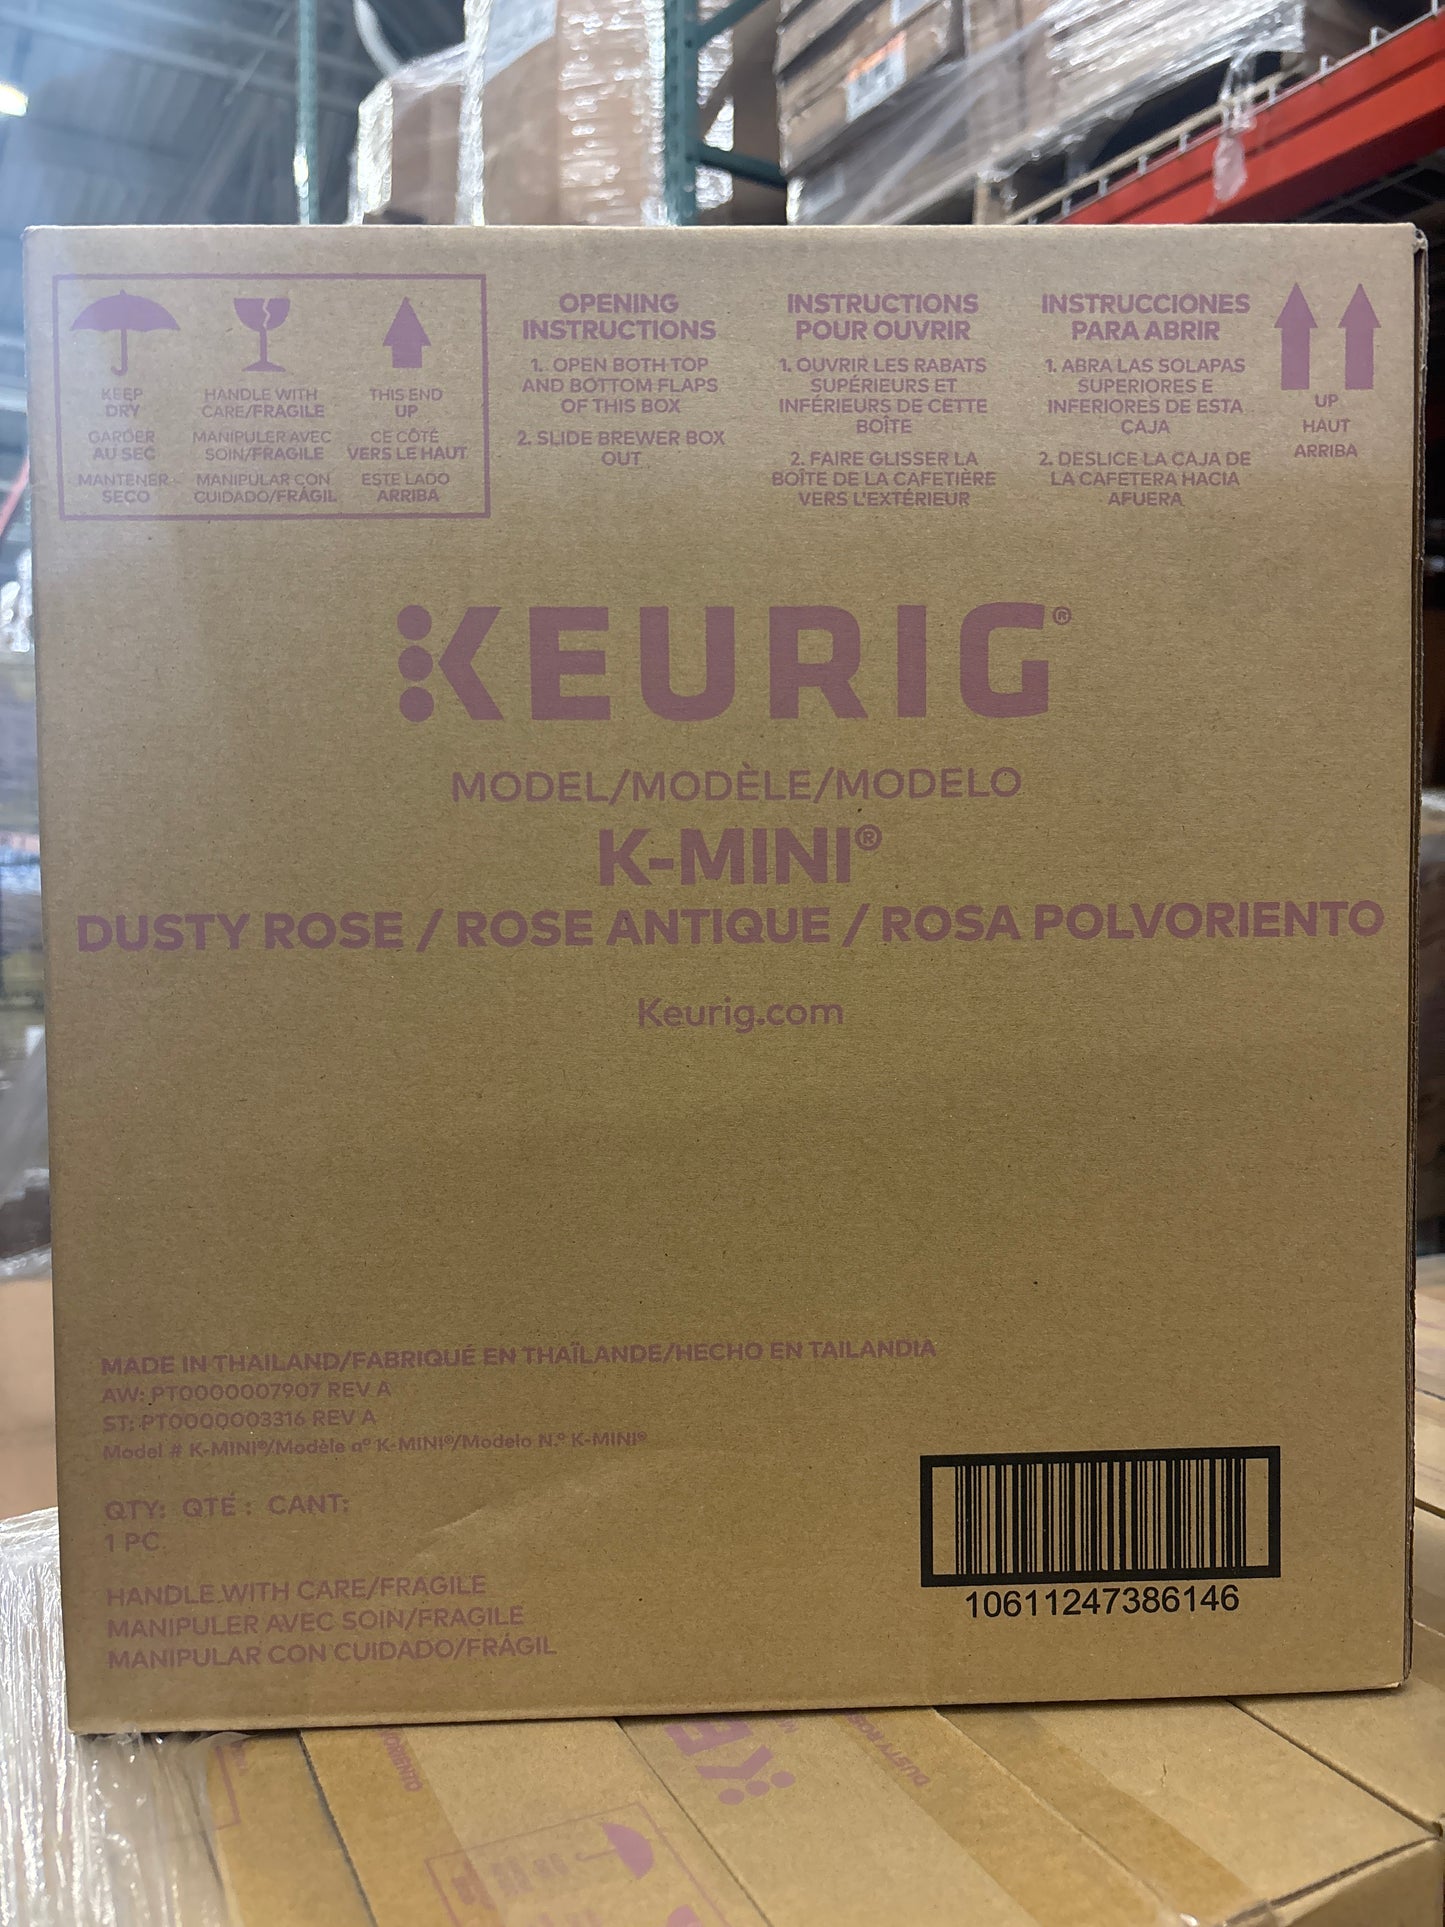 KEEP
DRY
GARDER
AU SEC
MANTENER
SECO
HANDLE WITH
CARE/FRAGILE
MANIPULER AVEC
SOIN/FRAGILE
MANIPULAR CON
CUIDADO/FRÁGIL
THIS END
UP
CE CÔTÉ
VERS LE HAUT
ESTE LADO
ARRIBA
OPENING
INSTRUCTIONS
1. OPEN BOTH TOP
AND BOTTOM FLAPS
OF THIS BOX
2. SLIDE BREWER BOX
OUT
INSTRUCTIONS
POUR OUVRIR
1. OUVRIR LES RABATS
SUPÉRIEURS ET
INFÉRIEURS DE CETTE
BOÎTE
2. FAIRE GLISSER LA
BOÎTE DE LA CAFETIÈRE
VERS L'EXTÉRIEUR
INSTRUCCIONES
PARA ABRIR
1. ABRA LAS SOLAPAS
SUPERIORES E
INFERIORES DE ESTA
CAJA
2. DESLICE LA CAJA DE
LA CAFETERA HACIA
AFUERA
UP
HAUT
ARRIBA
KEURIG®
MODEL/MODÈLE/MODELO
K-MINI®
DUSTY ROSE / ROSE ANTIQUE / ROSA POLVORIENTO
Keurig.com
MADE IN THAILAND/FABRIQUÉ EN THAÏLANDE/HECHO EN TAILANDIA
AW: PT0000007907 REV A
ST: PT0000003316 REV A
Model # K-MINI®/Modèle nº K-MINI®/Modelo N.º K-MINI®
QTY: QTÉ : CANT:
1 PC
HANDLE WITH CARE/FRAGILE
MANIPULER AVEC SOIN/FRAGILE
MANIPULAR CON CUIDADO/FRÁGIL
10611247386146
DUSTY ROSE